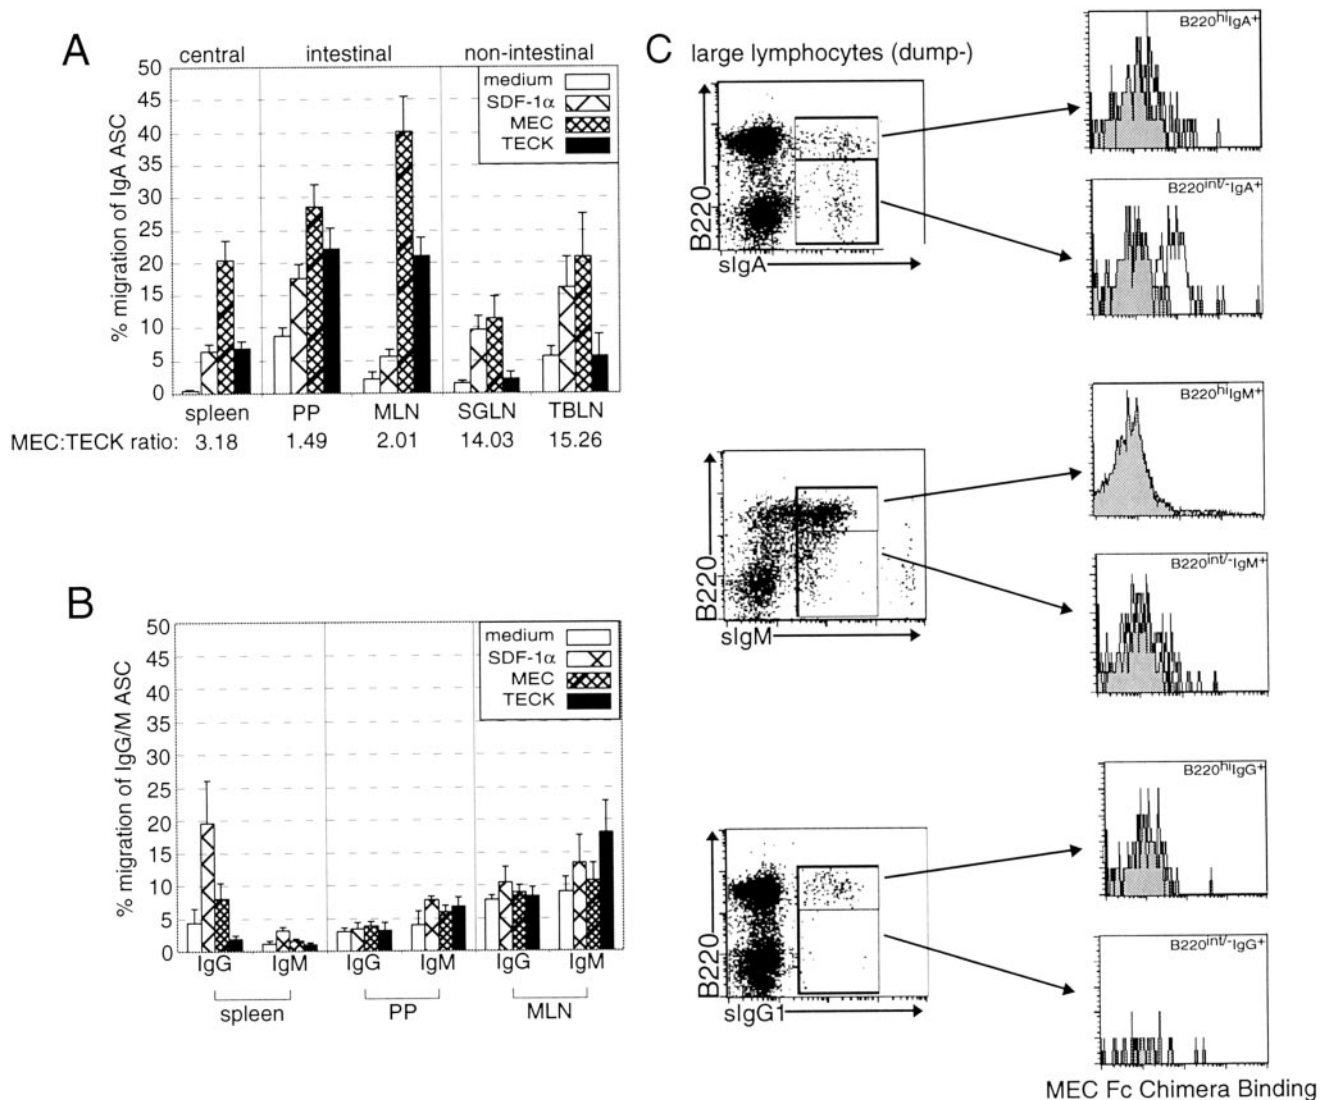 A
central intestinal non-intestinal
% migration of IgA ASC
50
45
40
35
30
25
20
15
10
5
0
medium
SDF-1α
MEC
TECK
spleen PP MLN SGLN TBLN
MEC:TECK ratio: 3.18 1.49 2.01 14.03 15.26
B
% migration of IgG/M ASC
50
45
40
35
30
25
20
15
10
5
0
medium
SDF-1α
MEC
TECK
IgG IgM IgG IgM IgG IgM
spleen PP MLN
C
large lymphocytes (dump-)
B220
sIgA
B220hiIgA+
B220int/-IgA+
B220
sIgM
B220hiIgM+
B220int/-IgM+
B220
sIgG1
B220hiIgG+
B220int/-IgG+
MEC Fc Chimera Binding